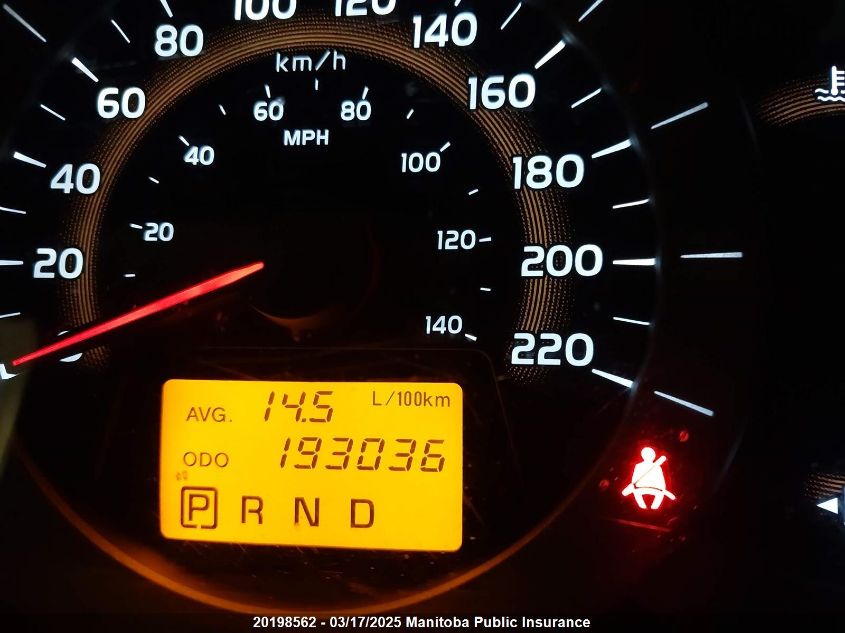 100 120
80 140
km/h
60 160
60 80
MPH
40 180
40 100
20 120 200
20
140 220
0
AVG. 14.5 L/100km
ODO 193036
P R N D
20198562 - 03/17/2025 Manitoba Public Insurance